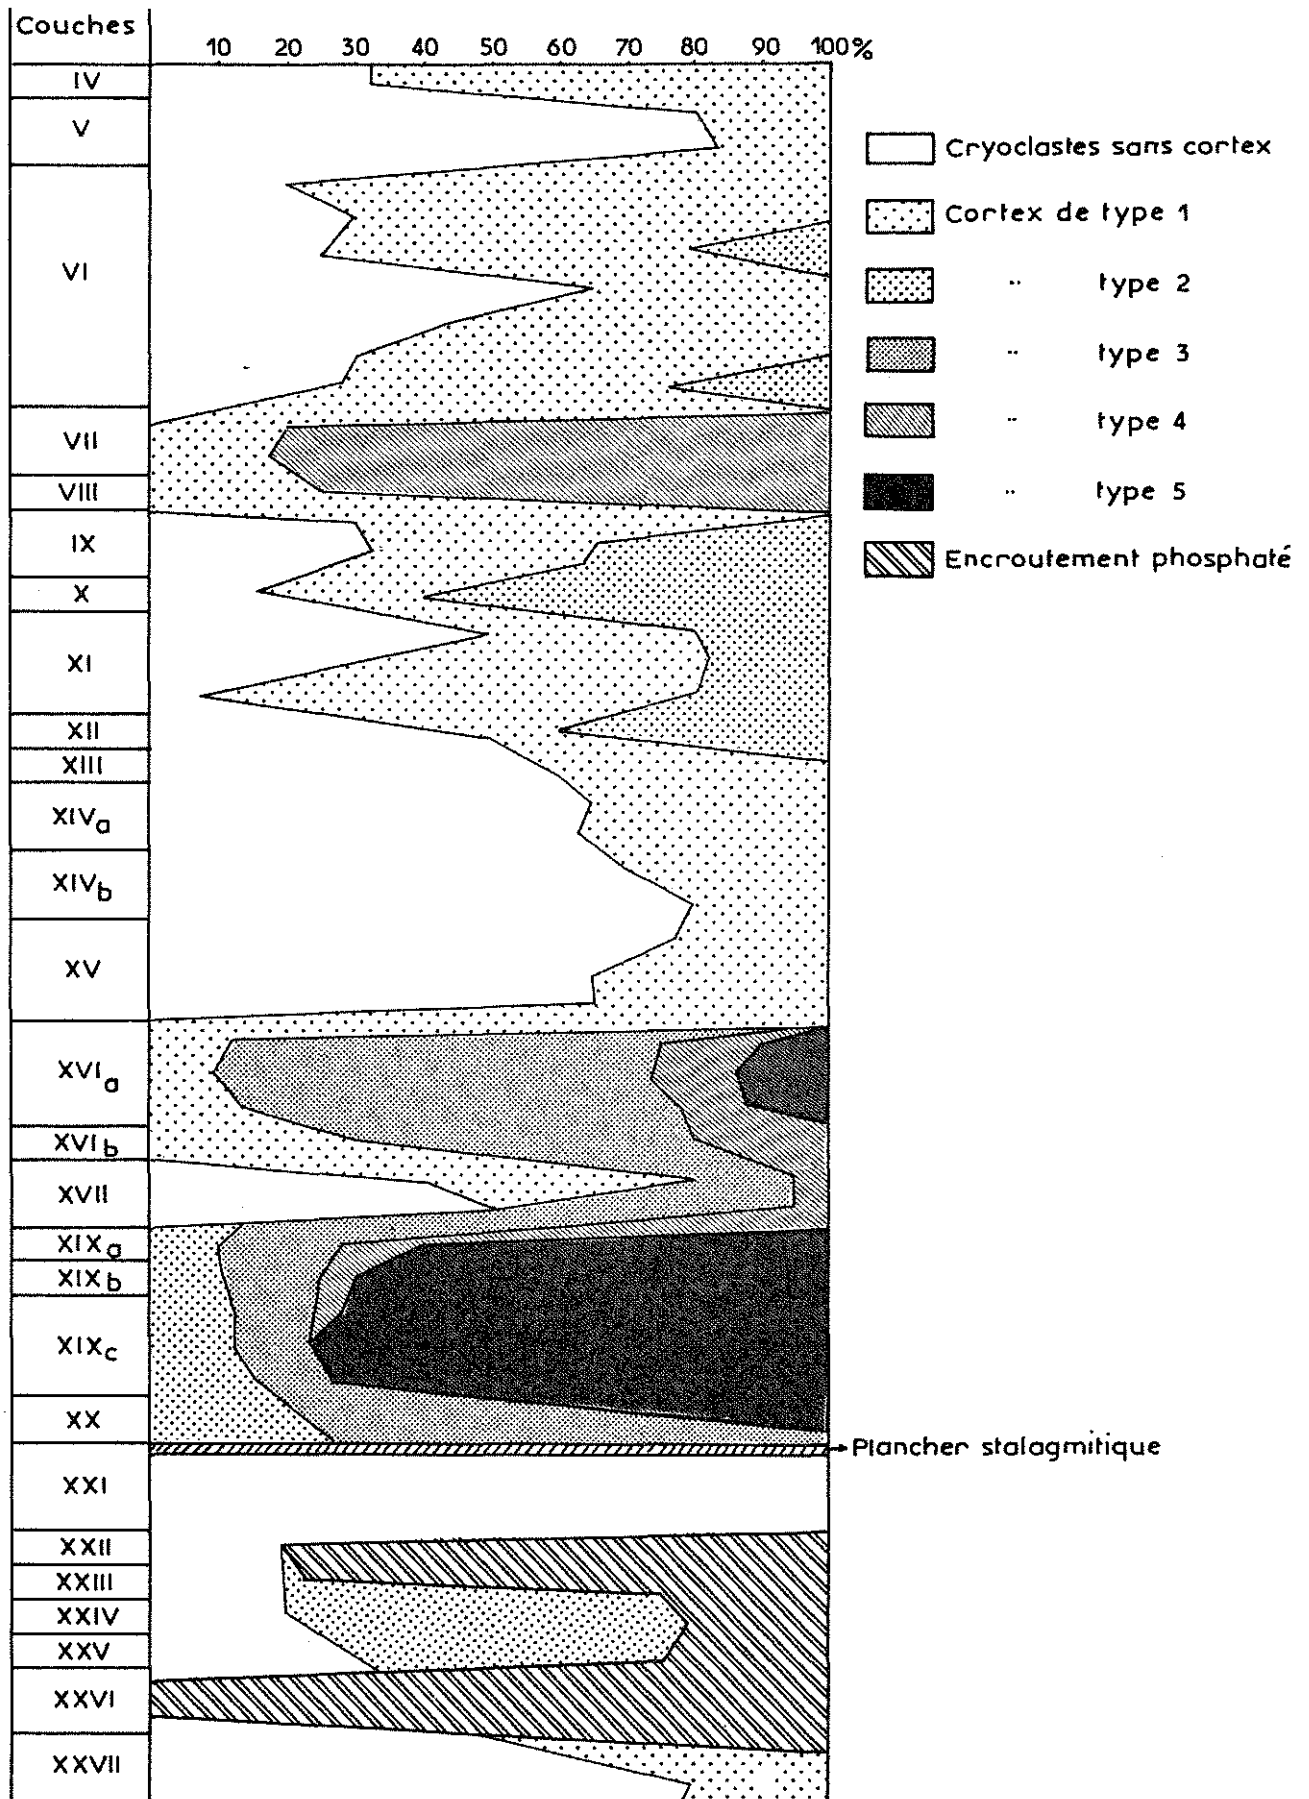 Couches
10 20 30 40 50 60 70 80 90 100%
IV
V
VI
VII
VIII
IX
X
XI
XII
XIII
XIVa
XIVb
XV
XVIa
XVIb
XVII
XIXa
XIXb
XIXc
XX
XXI
XXII
XXIII
XXIV
XXV
XXVI
XXVII
Cryoclastes sans cortex
Cortex de type 1
" type 2
" type 3
" type 4
" type 5
Encroutement phosphaté
Plancher stalagmitique